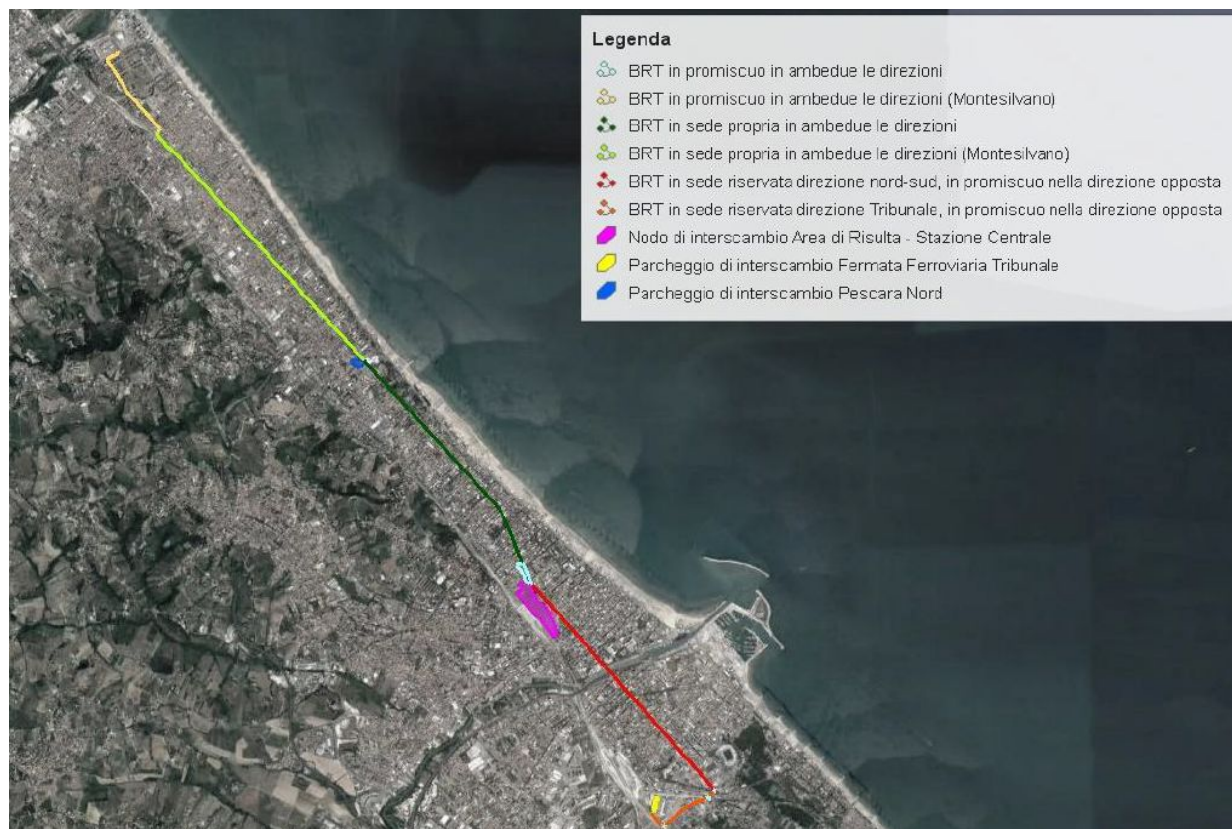 Legenda
BRT in promiscuo in ambedue le direzioni
BRT in promiscuo in ambedue le direzioni (Montesilvano)
BRT in sede propria in ambedue le direzioni
BRT in sede propria in ambedue le direzioni (Montesilvano)
BRT in sede riservata direzione nord-sud, in promiscuo nella direzione opposta
BRT in sede riservata direzione Tribunale, in promiscuo nella direzione opposta
Nodo di interscambio Area di Risulta - Stazione Centrale
Parcheggio di interscambio Fermata Ferroviaria Tribunale
Parcheggio di interscambio Pescara Nord